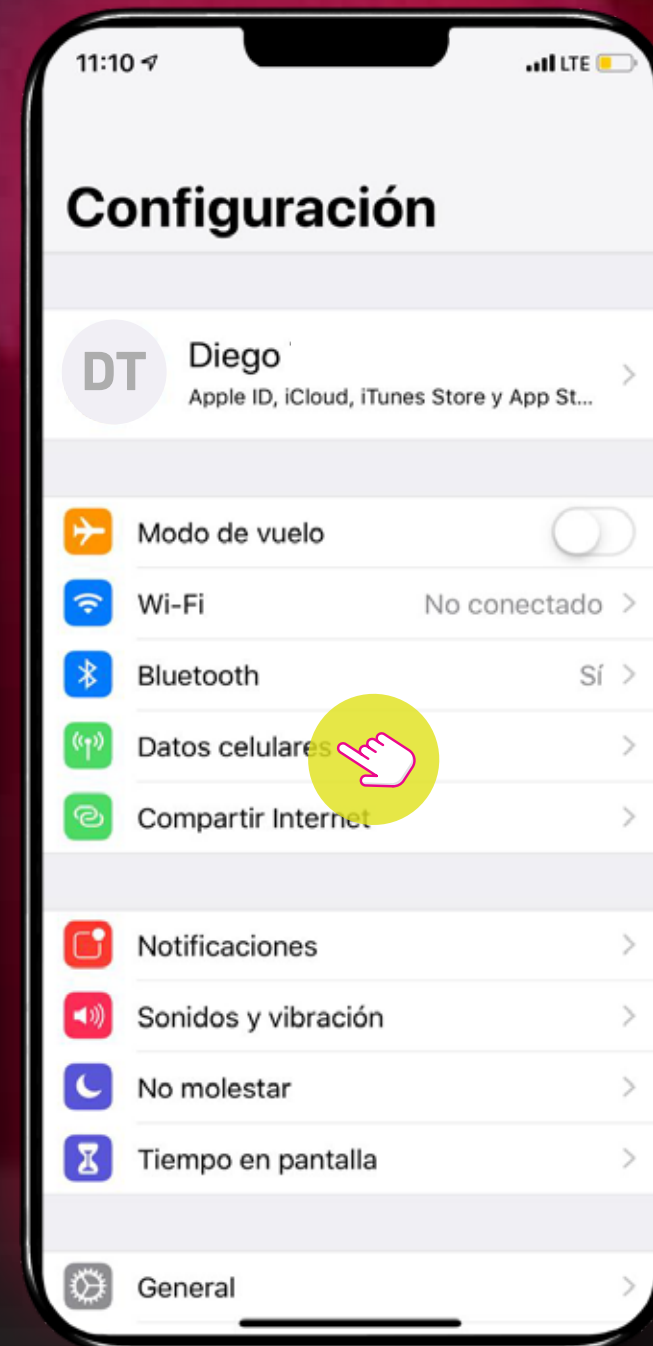 11:10
LTE
Configuración
DT
Diego
Apple ID, iCloud, iTunes Store y App St...
Modo de vuelo
Wi-Fi No conectado
Bluetooth Sí
Datos celulares
Compartir Internet
Notificaciones
Sonidos y vibración
No molestar
Tiempo en pantalla
General